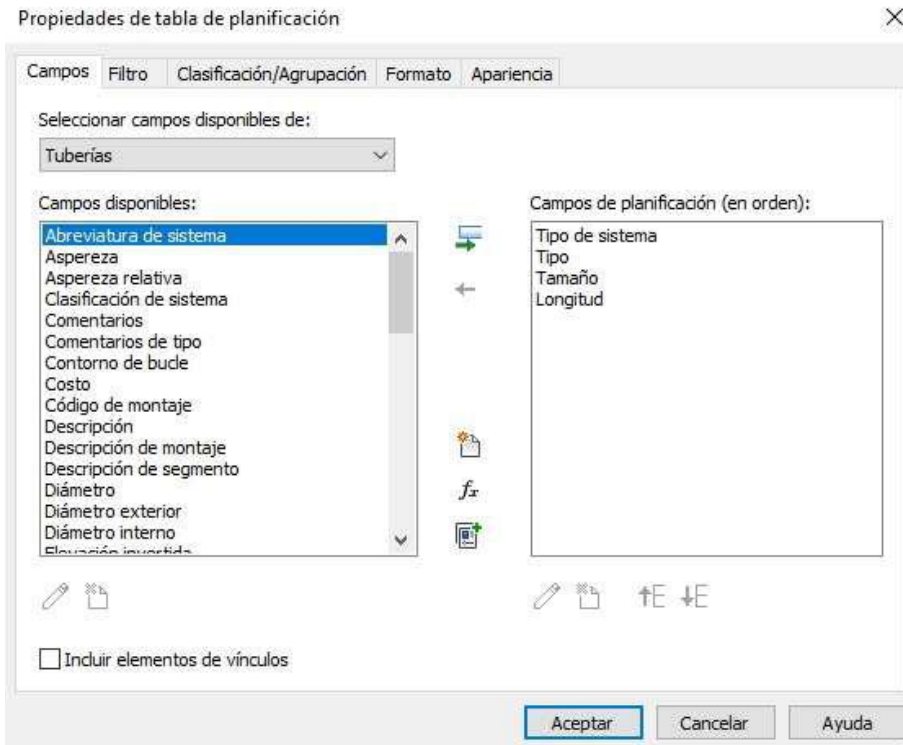 Propiedades de tabla de planificación
Campos Filtro Clasificación/Agrupación Formato Apariencia
Seleccionar campos disponibles de:
Tuberías
Campos disponibles:
Abreviatura de sistema
Aspereza
Aspereza relativa
Clasificación de sistema
Comentarios
Comentarios de tipo
Contorno de bucle
Costo
Código de montaje
Descripción
Descripción de montaje
Descripción de segmento
Diámetro
Diámetro exterior
Diámetro interno
Elevación invertida
Campos de planificación (en orden):
Tipo de sistema
Tipo
Tamaño
Longitud
fx
Incluir elementos de vínculos
Aceptar Cancelar Ayuda